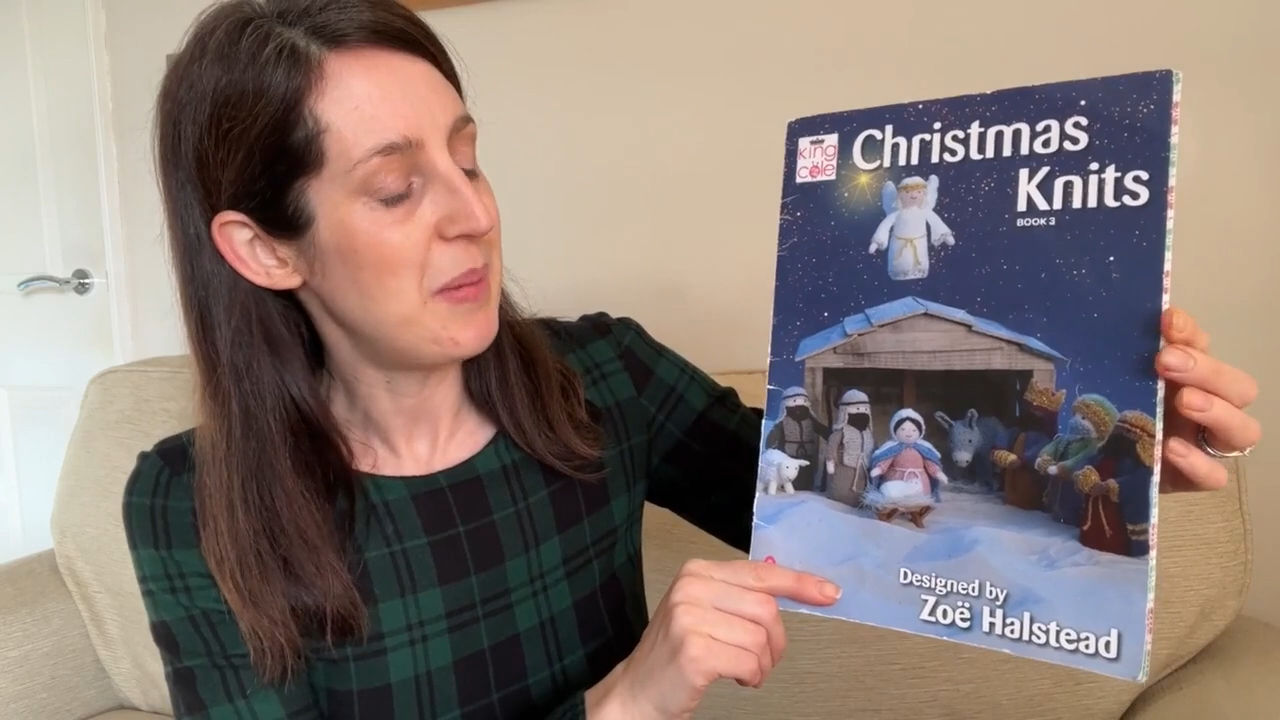 King
Cole
Christmas
Knits
BOOK 3
Designed by
Zoë Halstead